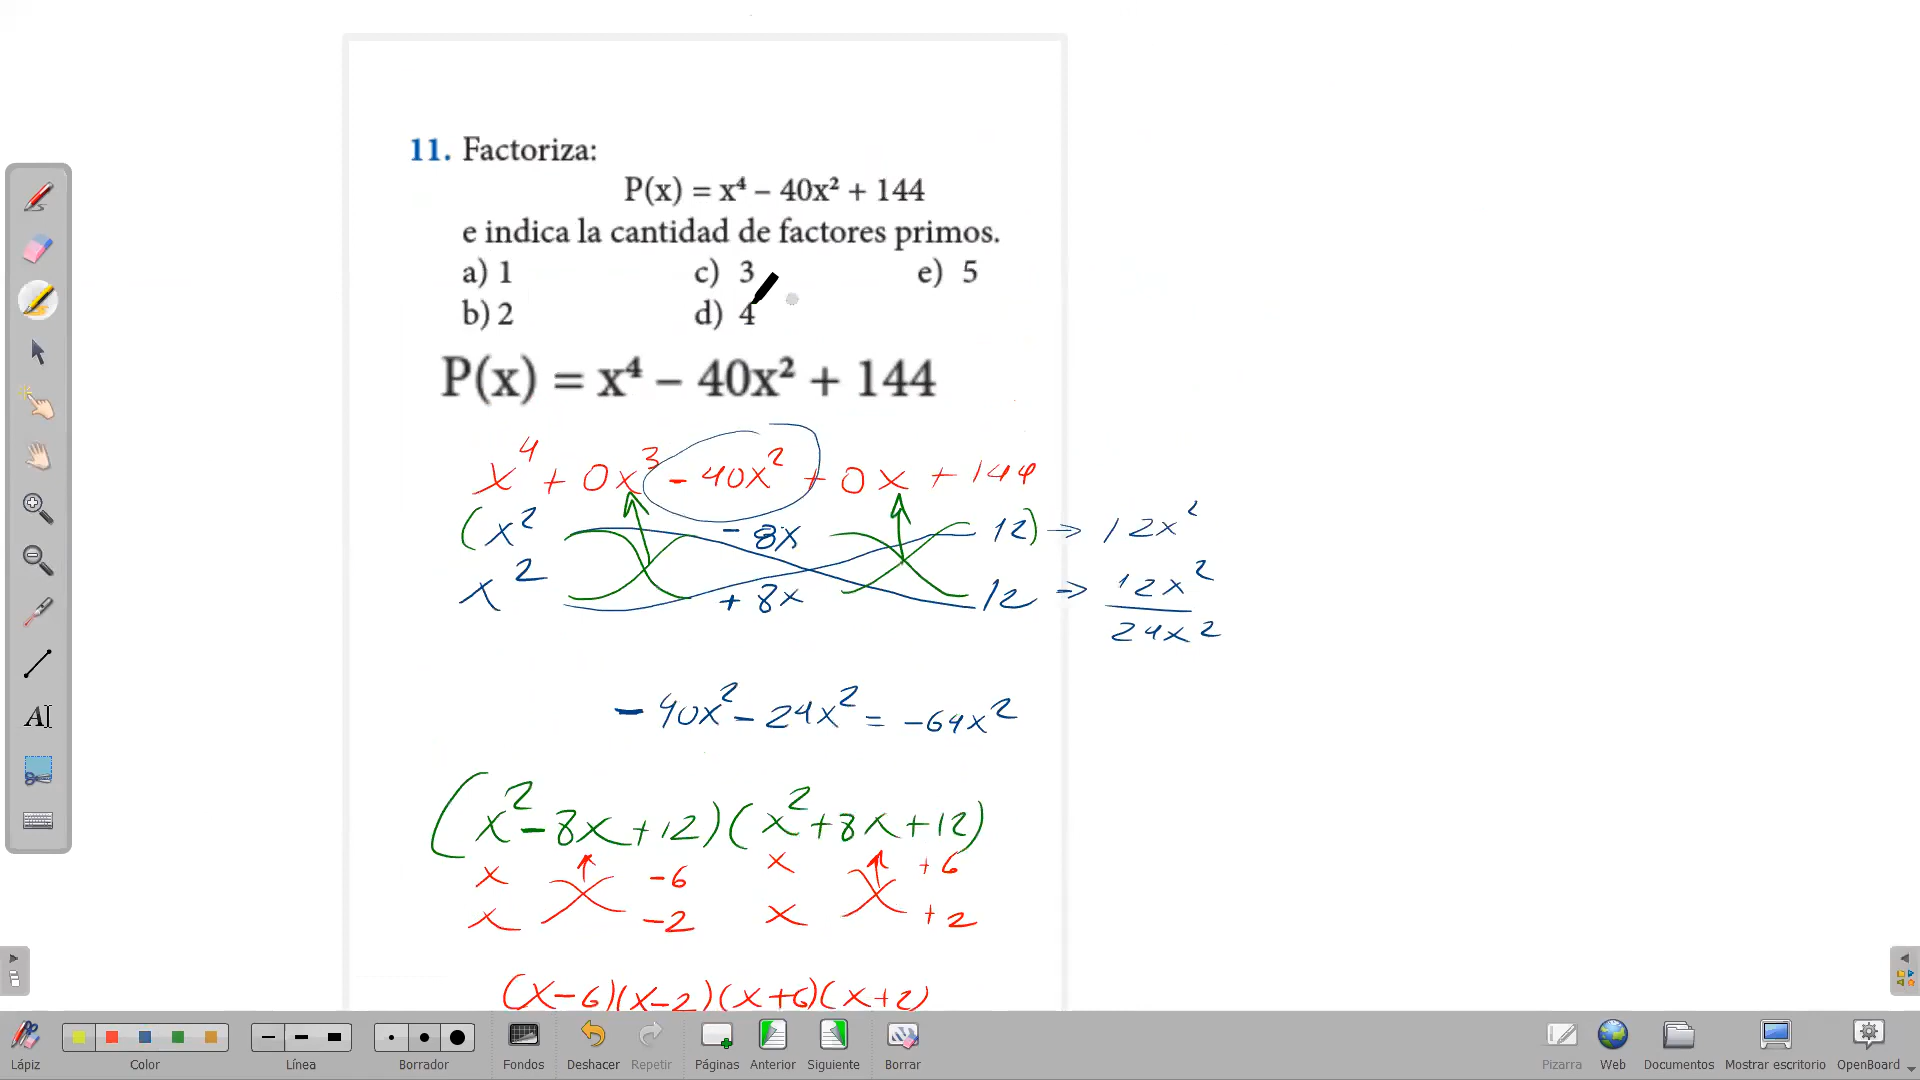 11. Factoriza:
P(x) = x⁴ – 40x² + 144
e indica la cantidad de factores primos.
a) 1 c) 3 e) 5
b) 2 d) 4
P(x) = x⁴ – 40x² + 144
x⁴ + 0x³ - 40x² + 0x + 144
(x² - 8x 12) → 12x²
x² + 8x 12 → 12x²
24x²
- 40x² - 24x² = -64x²
(x² - 8x + 12)(x² + 8x + 12)
x -6 x +6
x -2 x +2
(x-6)(x-2)(x+6)(x+2)
Lápiz Color Línea Borrador Fondos Deshacer Repetir Páginas Anterior Siguiente Borrar Pizarra Web Documentos Mostrar escritorio OpenBoard